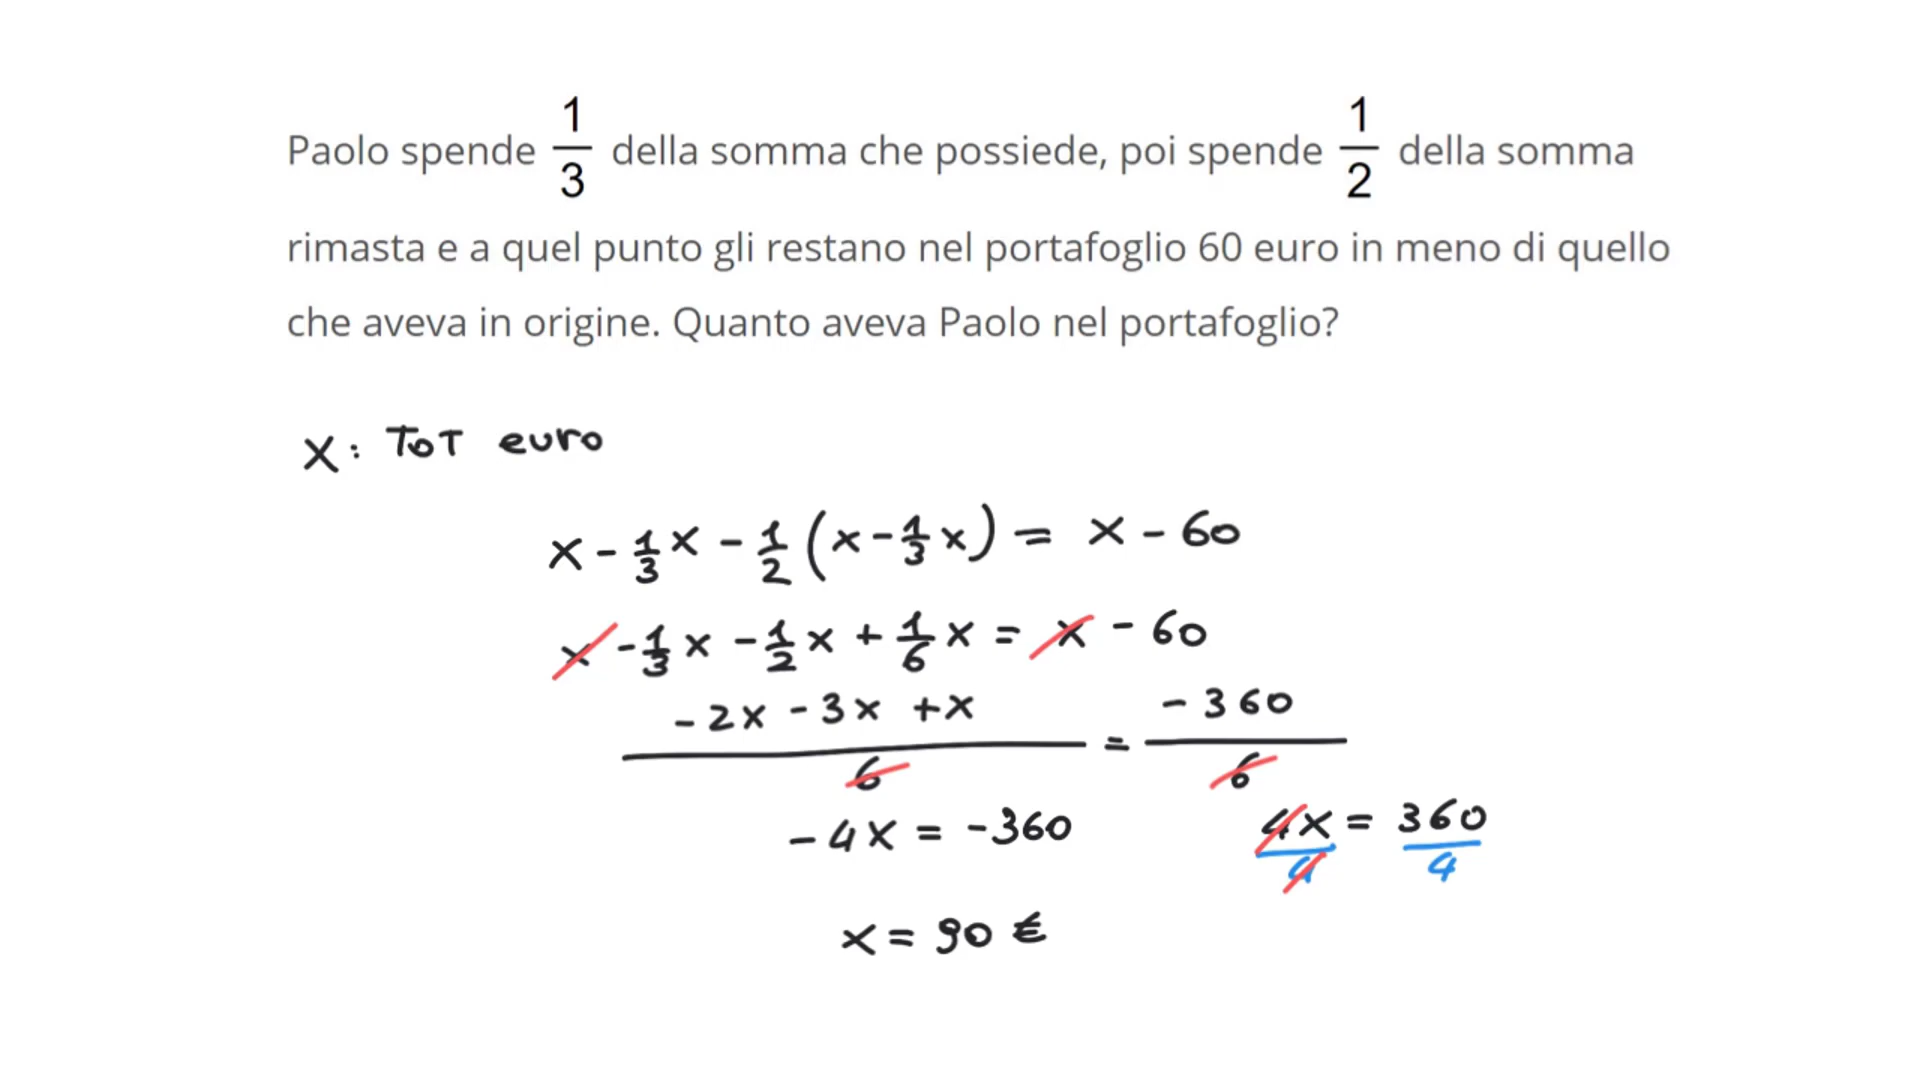 Paolo spende 1/3 della somma che possiede, poi spende 1/2 della somma
rimasta e a quel punto gli restano nel portafoglio 60 euro in meno di quello
che aveva in origine. Quanto aveva Paolo nel portafoglio?
x: TOT euro
x - 1/3 x - 1/2 (x - 1/3 x) = x - 60
x - 1/3 x - 1/2 x + 1/6 x = x - 60
- 2x - 3x + x / 6 = - 360 / 6
- 4x = - 360
4x / 4 = 360 / 4
x = 90 €